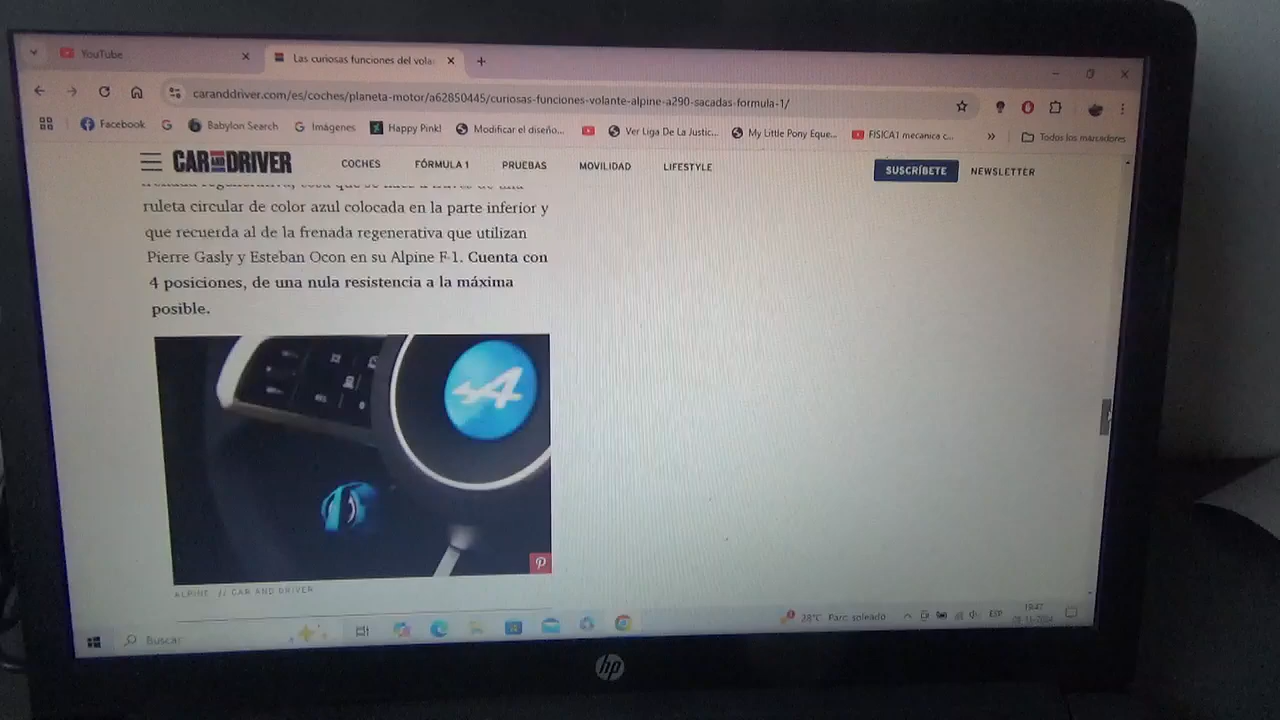 YouTube
Las curiosas funciones del vola
caranddriver.com/es/coches/planeta-motor/a62850445/curiosas-funciones-volante-alpine-a290-sacadas-formula-1/
Facebook
Babylon Search
Imágenes
Happy Pink!
Modificar el diseño...
Ver Liga De La Justic...
My Little Pony Eque...
FISICA1 mecanica c...
»
Todos los marcadores
CAR AND DRIVER
COCHES
FÓRMULA 1
PRUEBAS
MOVILIDAD
LIFESTYLE
SUSCRÍBETE
NEWSLETTER
ruleta circular de color azul colocada en la parte inferior y
que recuerda al de la frenada regenerativa que utilizan
Pierre Gasly y Esteban Ocon en su Alpine F-1. Cuenta con
4 posiciones, de una nula resistencia a la máxima
posible.
ALPINE // CAR AND DRIVER
Buscar
28°C Parc. soleado
ESP
19:47
hp